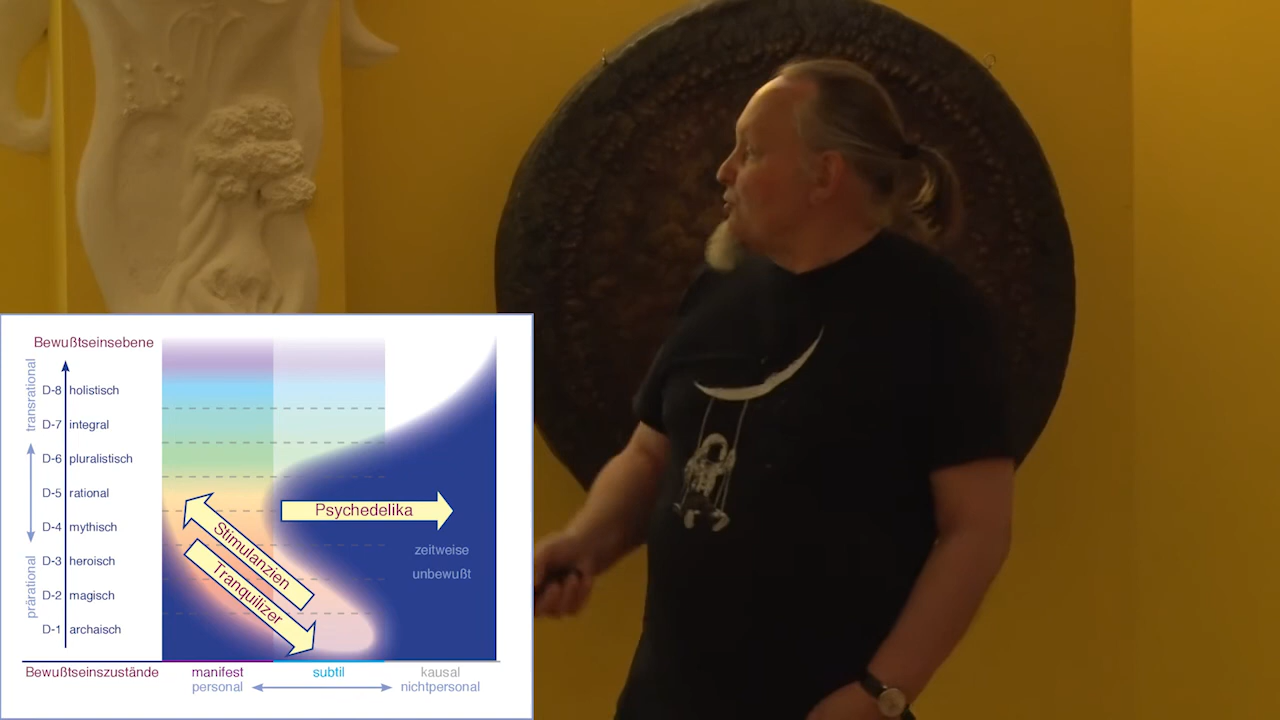 Bewußtseinsebene
transrational
prärational
D-8 holistisch
D-7 integral
D-6 pluralistisch
D-5 rational
D-4 mythisch
D-3 heroisch
D-2 magisch
D-1 archaisch
Psychedelika
Stimulanzien
Tranquilizer
zeitweise
unbewußt
Bewußtseinszustände
manifest
subtil
kausal
personal
nichtpersonal